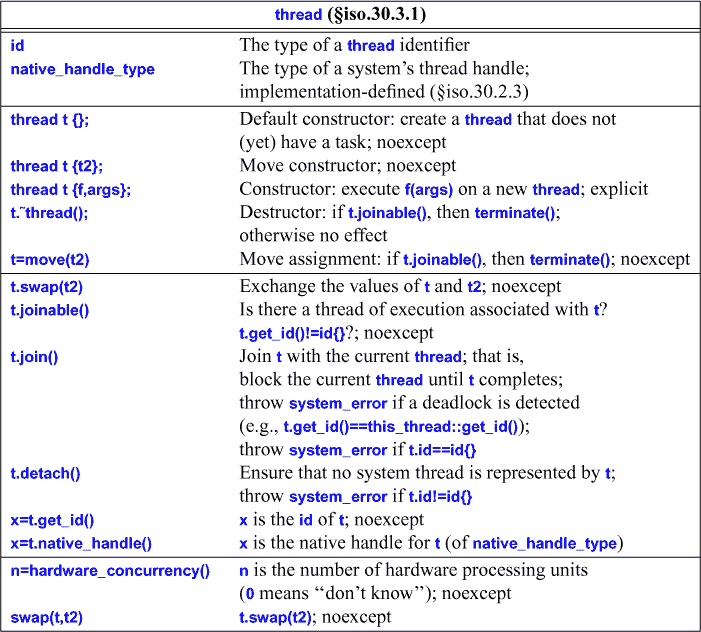 thread (§iso.30.3.1)
id The type of a thread identifier
native_handle_type The type of a system's thread handle;
implementation-defined (§iso.30.2.3)
thread t {}; Default constructor: create a thread that does not
(yet) have a task; noexcept
thread t {t2}; Move constructor; noexcept
thread t {f,args}; Constructor: execute f(args) on a new thread; explicit
t.~thread(); Destructor: if t.joinable(), then terminate();
otherwise no effect
t=move(t2) Move assignment: if t.joinable(), then terminate(); noexcept
t.swap(t2) Exchange the values of t and t2; noexcept
t.joinable() Is there a thread of execution associated with t?
t.get_id()!=id{}?; noexcept
t.join() Join t with the current thread; that is,
block the current thread until t completes;
throw system_error if a deadlock is detected
(e.g., t.get_id()==this_thread::get_id());
throw system_error if t.id==id{}
t.detach() Ensure that no system thread is represented by t;
throw system_error if t.id!=id{}
x=t.get_id() x is the id of t; noexcept
x=t.native_handle() x is the native handle for t (of native_handle_type)
n=hardware_concurrency() n is the number of hardware processing units
(0 means ‘‘don't know’’); noexcept
swap(t,t2) t.swap(t2); noexcept